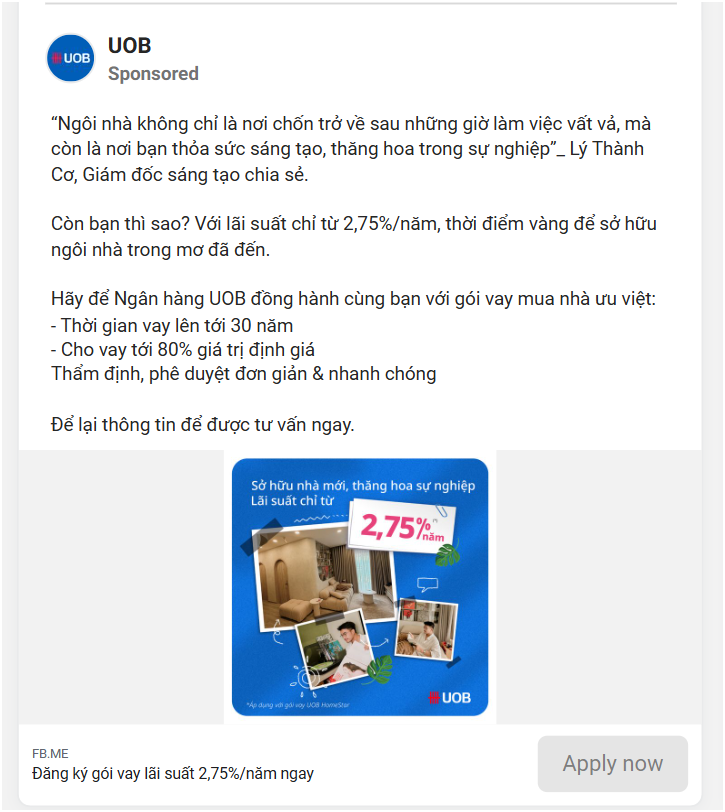 UOB
UOB
Sponsored
“Ngôi nhà không chỉ là nơi chốn trở về sau những giờ làm việc vất vả, mà
còn là nơi bạn thỏa sức sáng tạo, thăng hoa trong sự nghiệp”_ Lý Thành
Cơ, Giám đốc sáng tạo chia sẻ.
Còn bạn thì sao? Với lãi suất chỉ từ 2,75%/năm, thời điểm vàng để sở hữu
ngôi nhà trong mơ đã đến.
Hãy để Ngân hàng UOB đồng hành cùng bạn với gói vay mua nhà ưu việt:
- Thời gian vay lên tới 30 năm
- Cho vay tới 80% giá trị định giá
Thẩm định, phê duyệt đơn giản & nhanh chóng
Để lại thông tin để được tư vấn ngay.
Sở hữu nhà mới, thăng hoa sự nghiệp
Lãi suất chỉ từ
2,75%/năm
*Áp dụng với gói vay UOB HomeStar
UOB
FB.ME
Đăng ký gói vay lãi suất 2,75%/năm ngay
Apply now